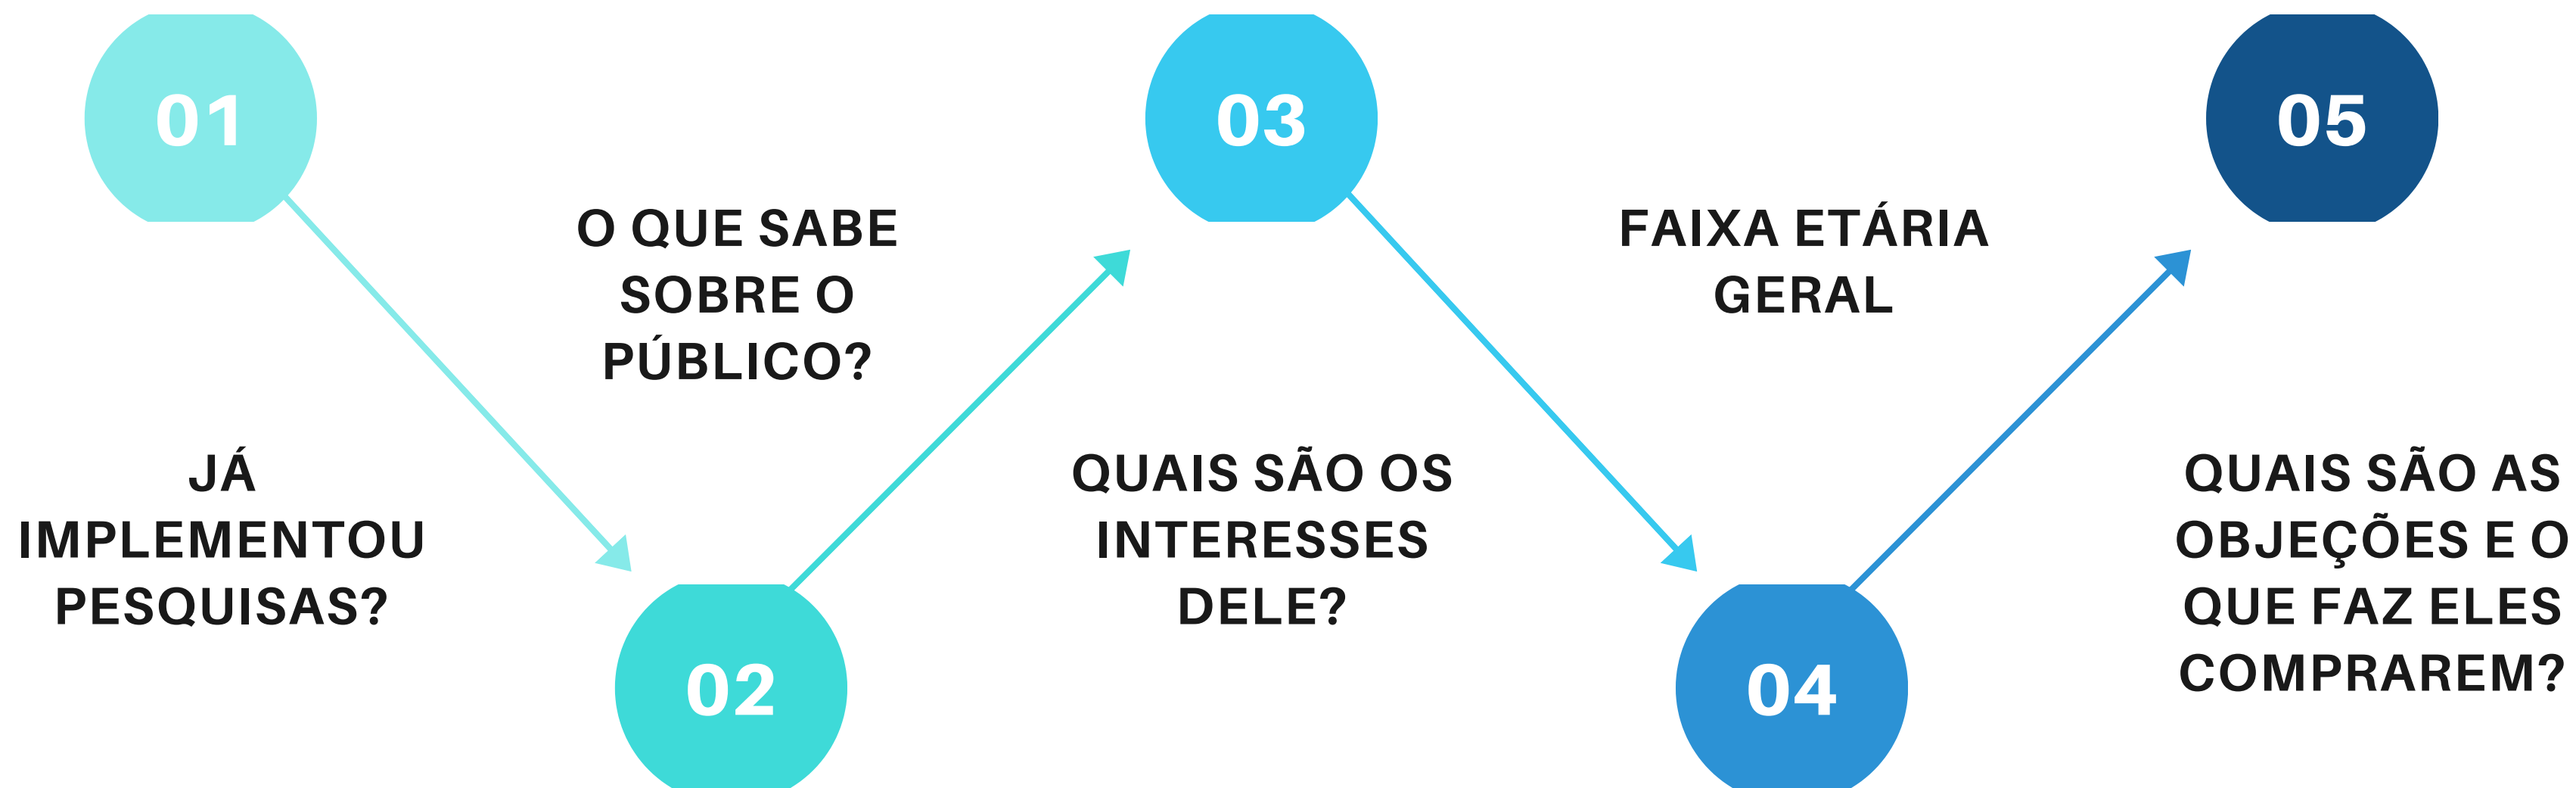 01
JÁ
IMPLEMENTOU
PESQUISAS?
02
O QUE SABE
SOBRE O
PÚBLICO?
03
QUAIS SÃO OS
INTERESSES
DELE?
04
FAIXA ETÁRIA
GERAL
05
QUAIS SÃO AS
OBJEÇÕES E O
QUE FAZ ELES
COMPRAREM?